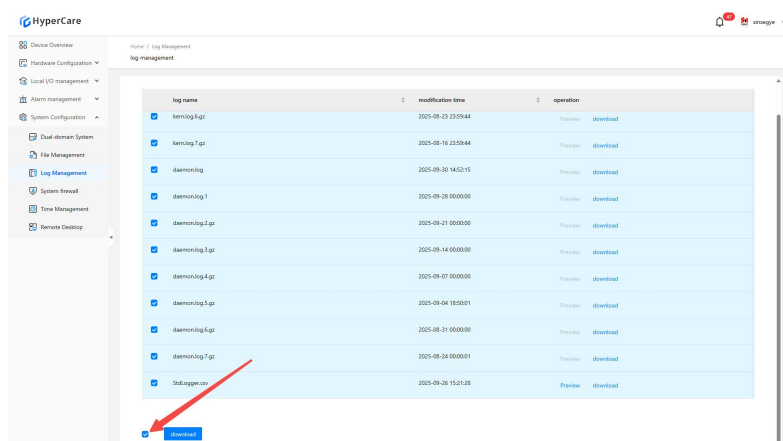 HyperCare
47
sinsegye
Device Overview
Hardware Configuration
Local I/O management
Alarm management
System Configuration
Dual-domain System
File Management
Log Management
System firewall
Time Management
Remote Desktop
Home / Log Management
log management
log name modification time operation
kern.log.6.gz 2025-08-23 23:59:44 Preview download
kern.log.7.gz 2025-08-16 23:59:44 Preview download
daemon.log 2025-09-30 14:52:15 Preview download
daemon.log.1 2025-09-28 00:00:00 Preview download
daemon.log.2.gz 2025-09-21 00:00:00 Preview download
daemon.log.3.gz 2025-09-14 00:00:00 Preview download
daemon.log.4.gz 2025-09-07 00:00:00 Preview download
daemon.log.5.gz 2025-09-04 18:50:01 Preview download
daemon.log.6.gz 2025-08-31 00:00:00 Preview download
daemon.log.7.gz 2025-08-24 00:00:01 Preview download
StdLogger.csv 2025-09-26 15:21:28 Preview download
download